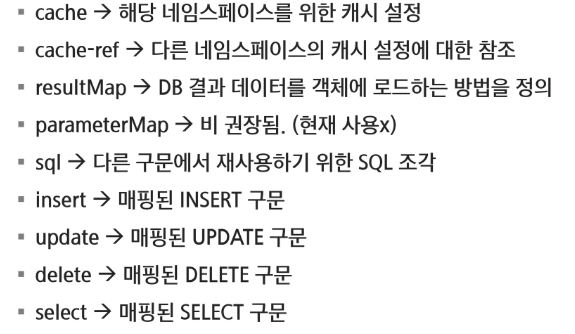 ▪ cache → 해당 네임스페이스를 위한 캐시 설정
▪ cache-ref → 다른 네임스페이스의 캐시 설정에 대한 참조
▪ resultMap → DB 결과 데이터를 객체에 로드하는 방법을 정의
▪ parameterMap → 비 권장됨. (현재 사용x)
▪ sql → 다른 구문에서 재사용하기 위한 SQL 조각
▪ insert → 매핑된 INSERT 구문
▪ update → 매핑된 UPDATE 구문
▪ delete → 매핑된 DELETE 구문
▪ select → 매핑된 SELECT 구문